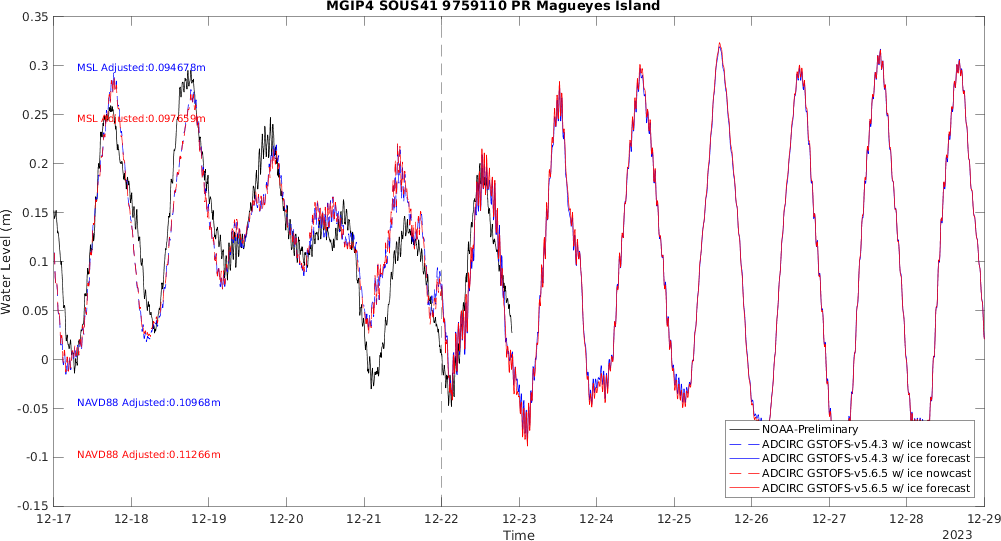 MGIP4 SOUS41 9759110 PR Magueyes Island
0.35
0.3
0.25
0.2
0.15
0.1
0.05
0
-0.05
-0.1
-0.15
Water Level (m)
MSL Adjusted:0.094678m
MSL Adjusted:0.097659m
NAVD88 Adjusted:0.10968m
NAVD88 Adjusted:0.11266m
NOAA-Preliminary
ADCIRC GSTOFS-v5.4.3 w/ ice nowcast
ADCIRC GSTOFS-v5.4.3 w/ ice forecast
ADCIRC GSTOFS-v5.6.5 w/ ice nowcast
ADCIRC GSTOFS-v5.6.5 w/ ice forecast
12-17 12-18 12-19 12-20 12-21 12-22 12-23 12-24 12-25 12-26 12-27 12-28 12-29
Time
2023